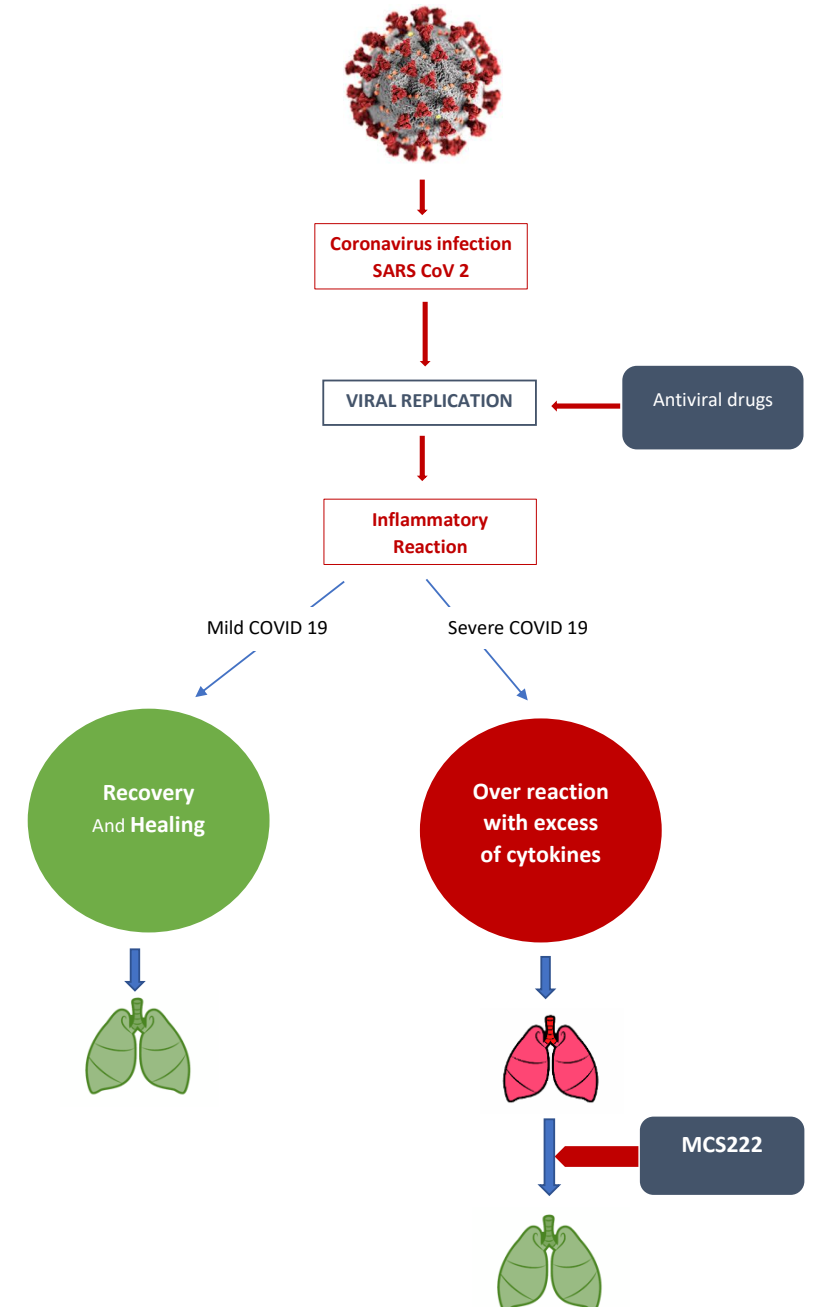 Coronavirus infection
SARS CoV 2
VIRAL REPLICATION
Antiviral drugs
Inflammatory
Reaction
Mild COVID 19
Severe COVID 19
Recovery
And Healing
Over reaction
with excess
of cytokines
MCS222